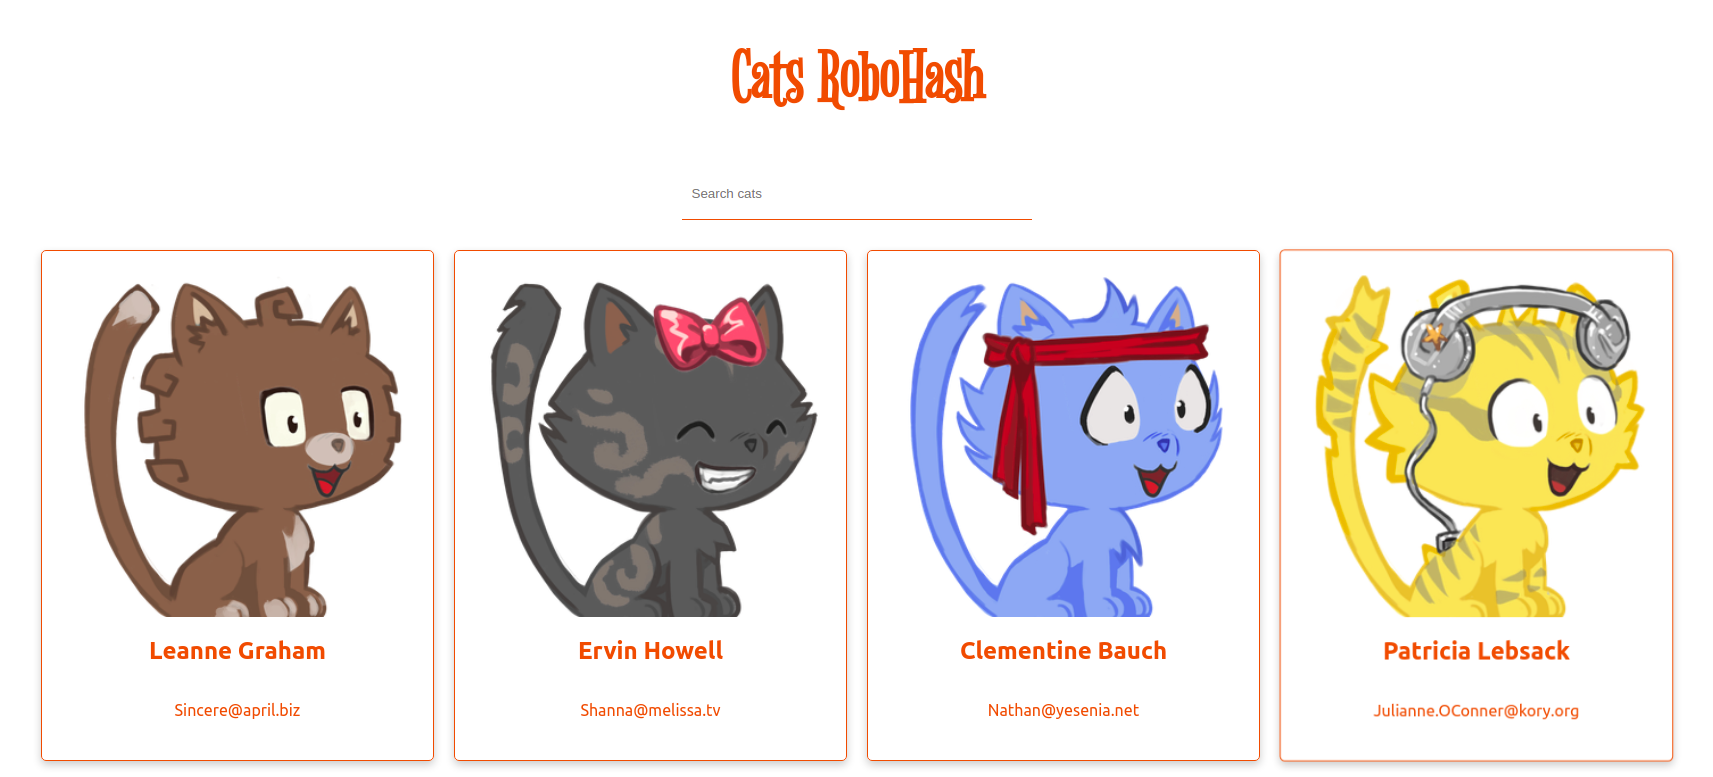 Cats RoboHash
Search cats
Leanne Graham
Sincere@april.biz
Ervin Howell
Shanna@melissa.tv
Clementine Bauch
Nathan@yesenia.net
Patricia Lebsack
Julianne.OConner@kory.org